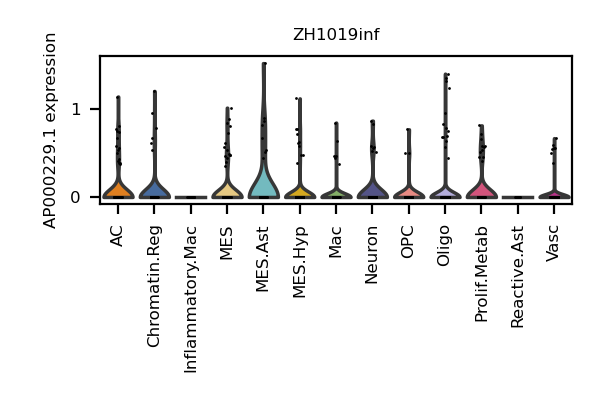 ZH1019inf
AP000229.1 expression
1
0
AC
Chromatin.Reg
Inflammatory.Mac
MES
MES.Ast
MES.Hyp
Mac
Neuron
OPC
Oligo
Prolif.Metab
Reactive.Ast
Vasc